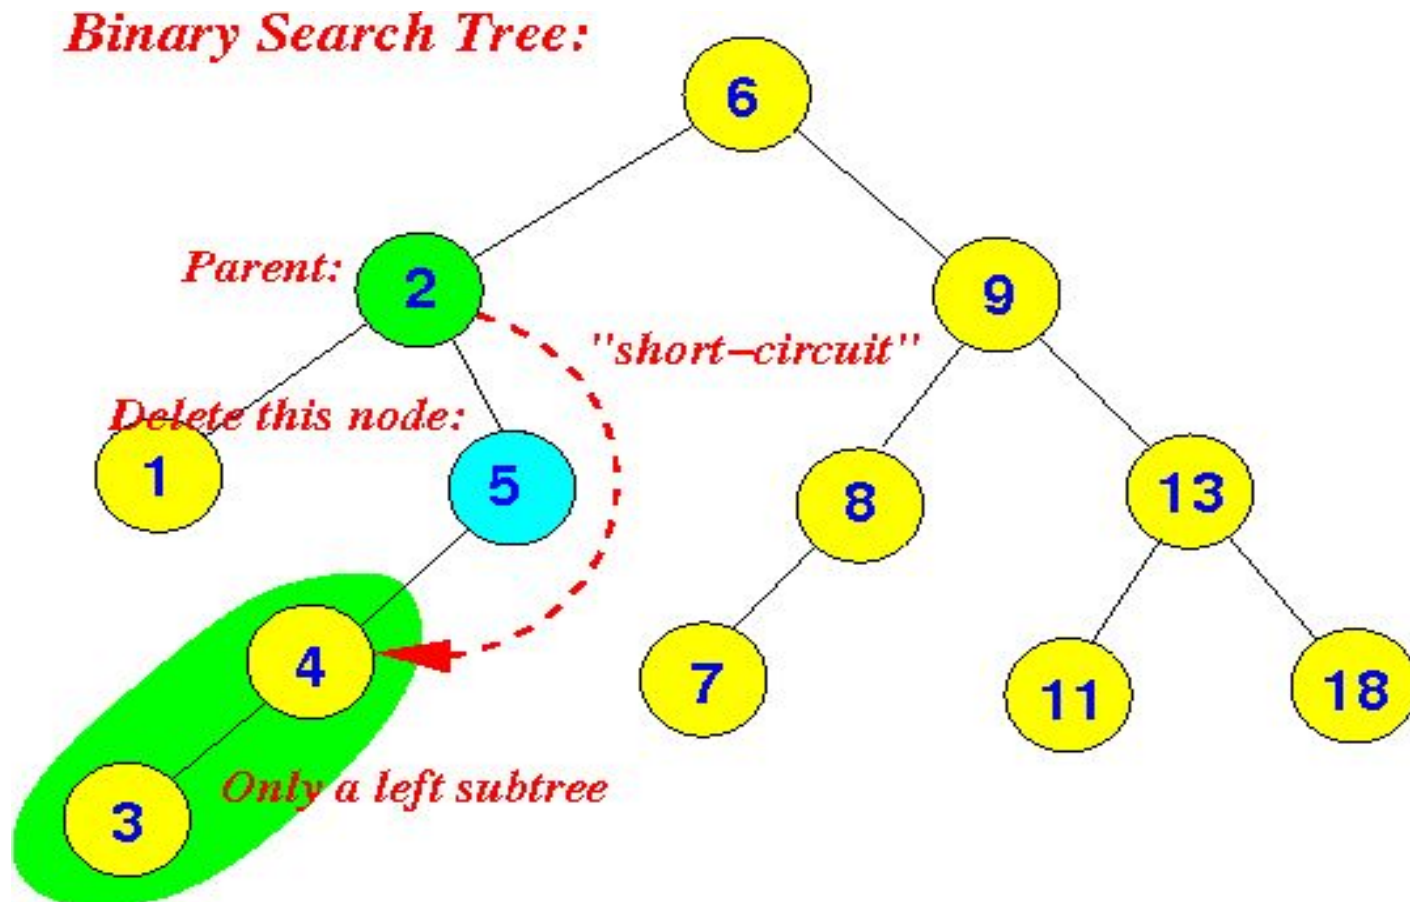 Binary Search Tree:
6
Parent:
2
9
"short-circuit"
Delete this node:
1
5
8
13
4
7
11
18
Only a left subtree
3